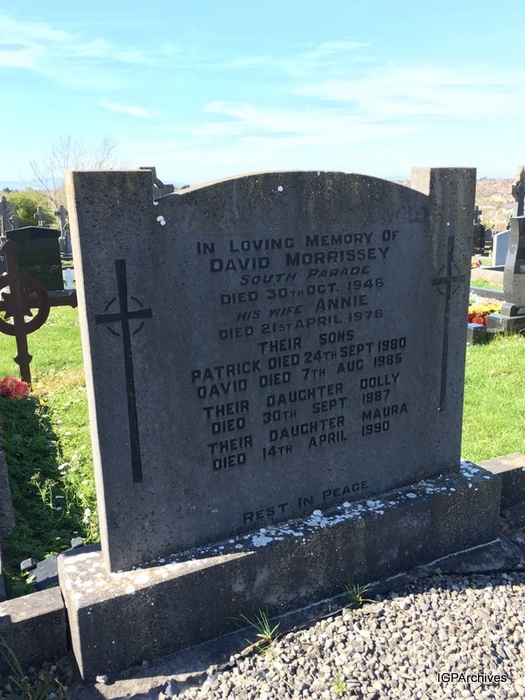 IN LOVING MEMORY OF
DAVID MORRISSEY
SOUTH PARADE
DIED 30TH OCT. 1946
HIS WIFE ANNIE
DIED 21ST APRIL 1976
THEIR SONS
PATRICK DIED 24TH SEPT 1980
DAVID DIED 7TH AUG 1985
THEIR DAUGHTER DOLLY
DIED 30TH SEPT 1987
THEIR DAUGHTER MAURA
DIED 14TH APRIL 1990
REST IN PEACE
IGPArchives